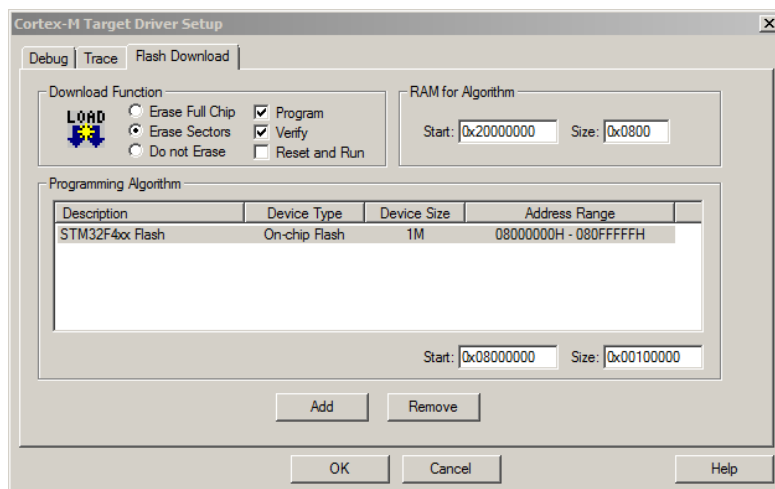 Cortex-M Target Driver Setup
Debug Trace Flash Download
Download Function
LOAD
Erase Full Chip
Erase Sectors
Do not Erase
Program
Verify
Reset and Run
RAM for Algorithm
Start: 0x20000000 Size: 0x0800
Programming Algorithm
Description Device Type Device Size Address Range
STM32F4xx Flash On-chip Flash 1M 08000000H - 080FFFFFH
Start: 0x08000000 Size: 0x00100000
Add Remove
OK Cancel Help